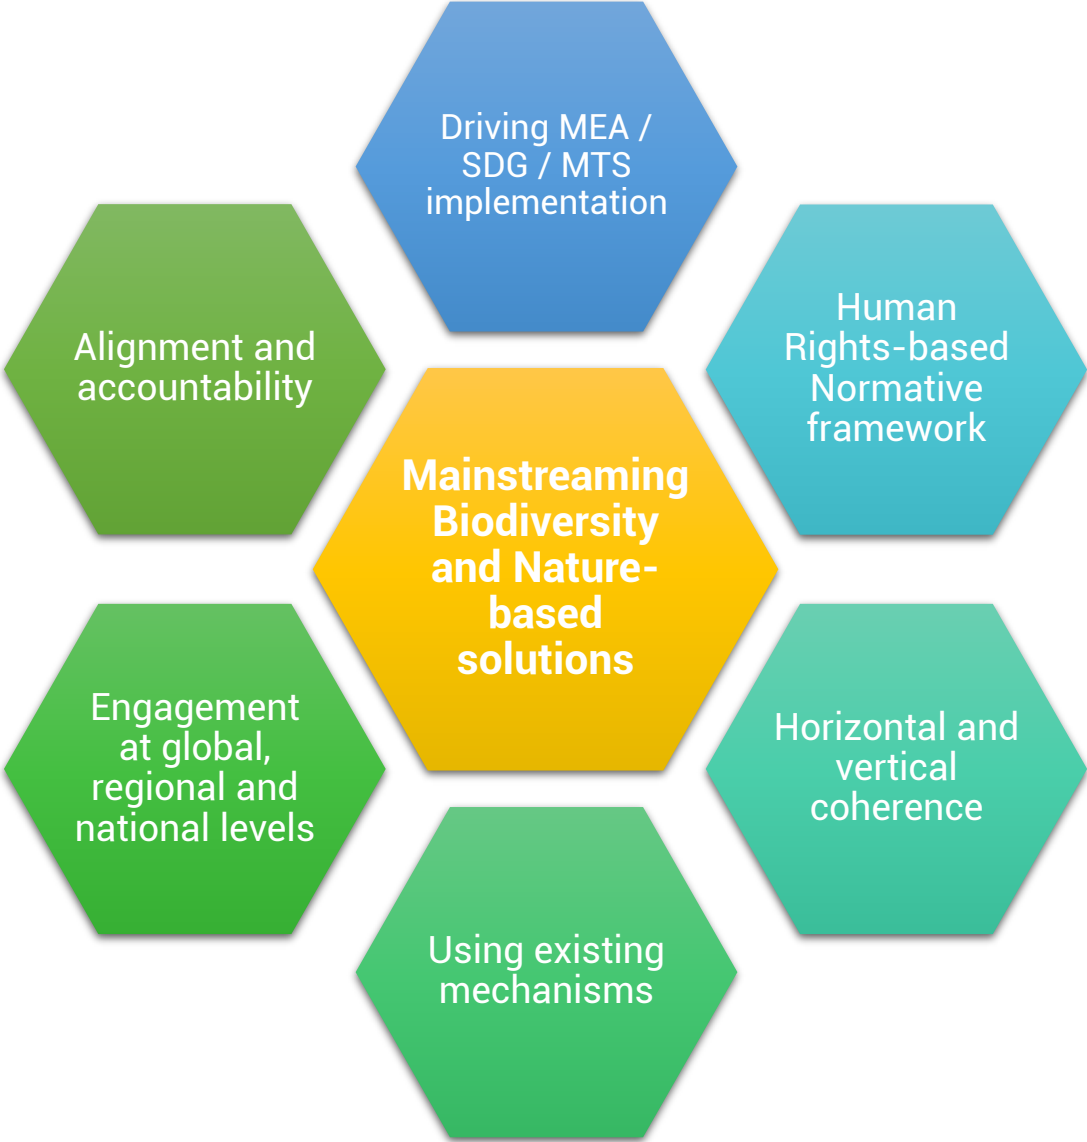 Driving MEA /
SDG / MTS
implementation
Human
Rights-based
Normative
framework
Alignment and
accountability
Mainstreaming
Biodiversity
and Nature-
based
solutions
Engagement
at global,
regional and
national levels
Horizontal and
vertical
coherence
Using existing
mechanisms